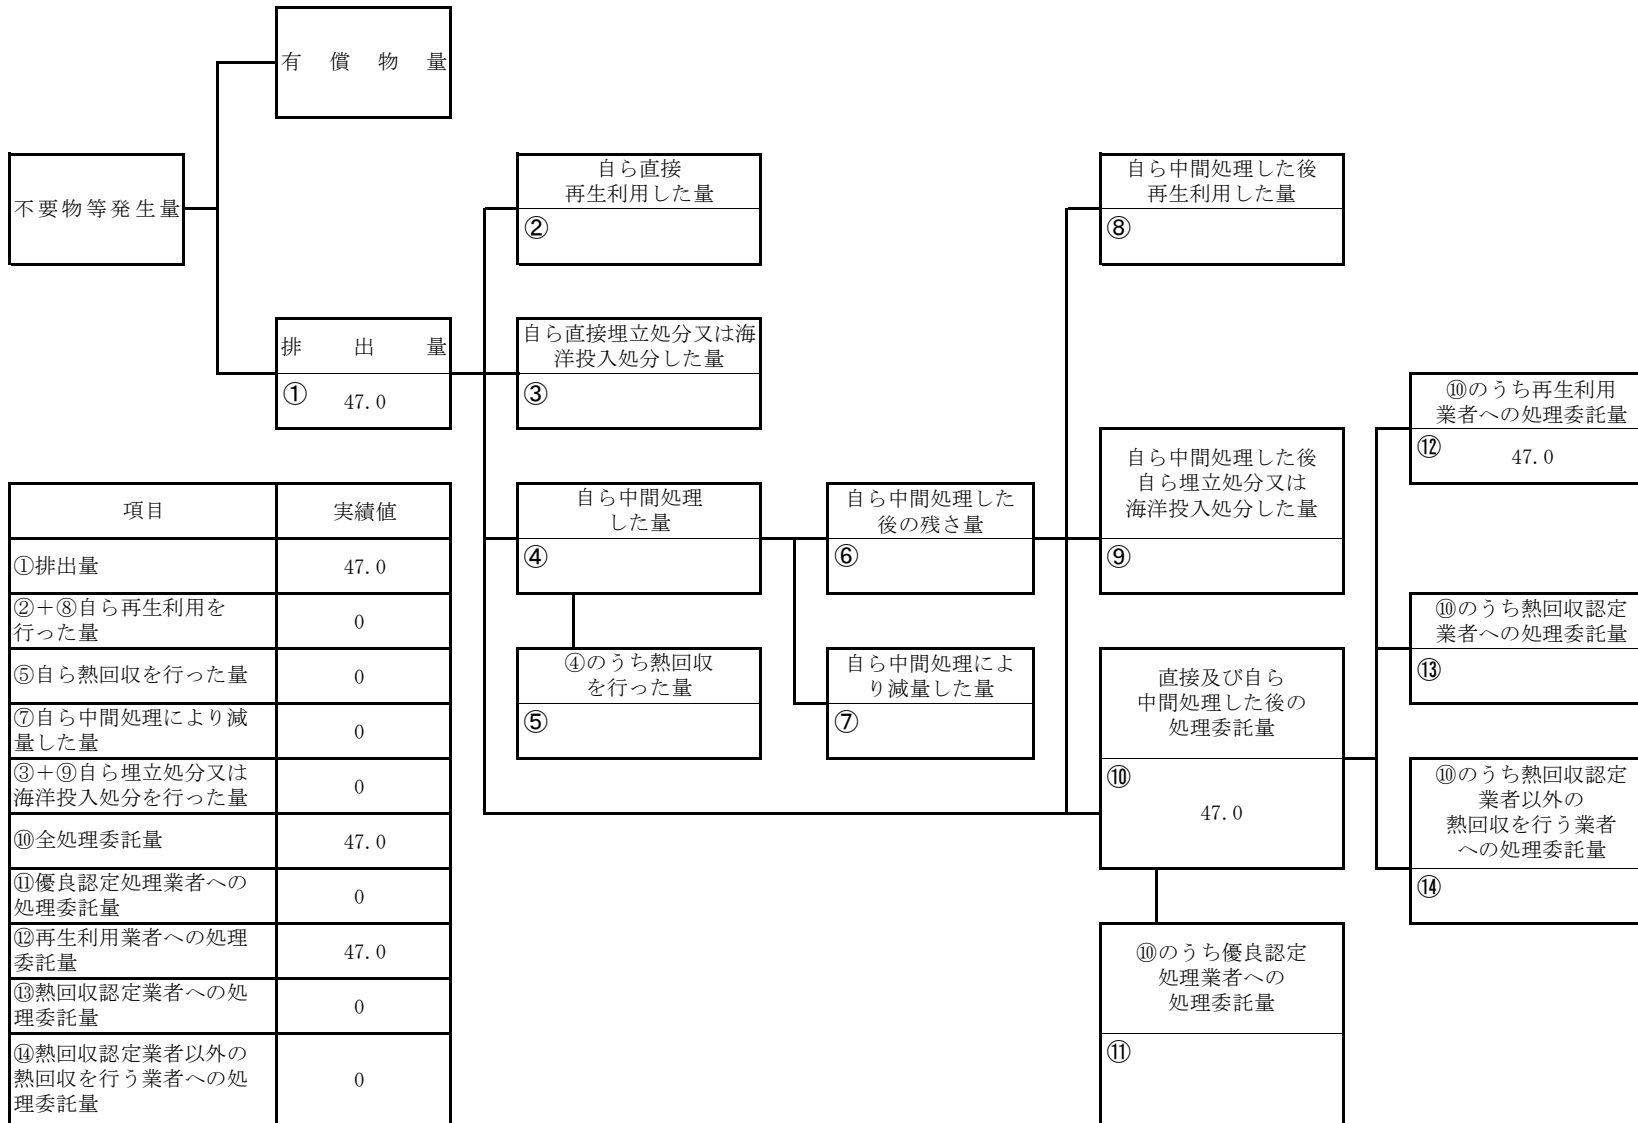 有償物量
不要物等発生量
自ら直接
再生利用した量
②
自ら中間処理した後
再生利用した量
⑧
排出量
① 47.0
自ら直接埋立処分又は海
洋投入処分した量
③
⑩のうち再生利用
業者への処理委託量
⑫ 47.0
自ら中間処理した後
自ら埋立処分又は
海洋投入処分した量
⑨
自ら中間処理
した量
④
自ら中間処理した
後の残さ量
⑥
⑩のうち熱回収認定
業者への処理委託量
⑬
④のうち熱回収
を行った量
⑤
自ら中間処理によ
り減量した量
⑦
直接及び自ら
中間処理した後の
処理委託量
⑩
47.0
⑩のうち熱回収認定
業者以外の
熱回収を行う業者
への処理委託量
⑭
⑩のうち優良認定
処理業者への
処理委託量
⑪
項目 実績値
①排出量 47.0
②＋⑧自ら再生利用を
行った量 0
⑤自ら熱回収を行った量 0
⑦自ら中間処理により減
量した量 0
③＋⑨自ら埋立処分又は
海洋投入処分を行った量 0
⑩全処理委託量 47.0
⑪優良認定処理業者への
処理委託量 0
⑫再生利用業者への処理
委託量 47.0
⑬熱回収認定業者への処
理委託量 0
⑭熱回収認定業者以外の
熱回収を行う業者への処
理委託量 0